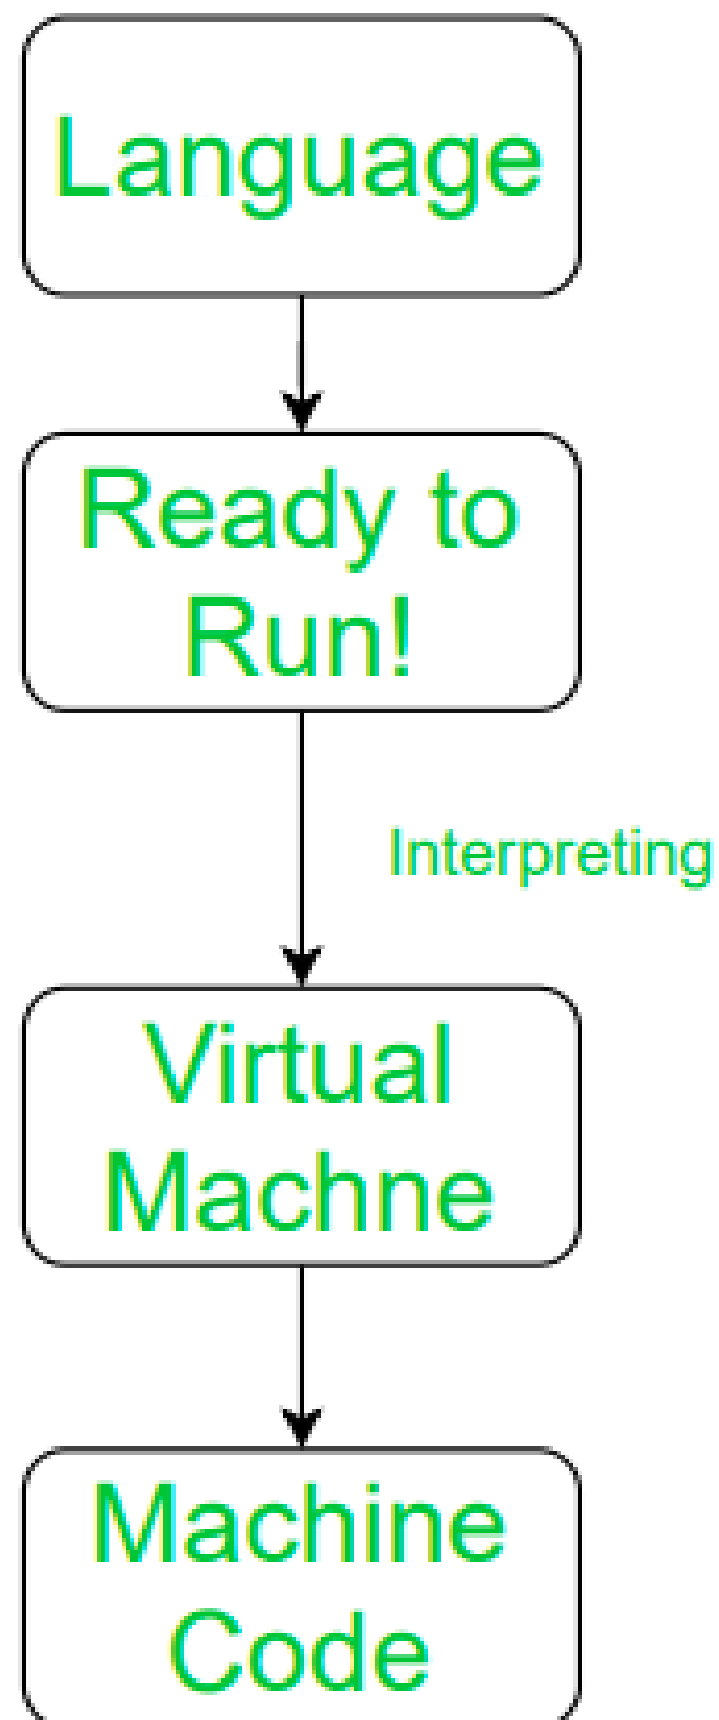 Language
Ready to
Run!
Interpreting
Virtual
Machne
Machine
Code